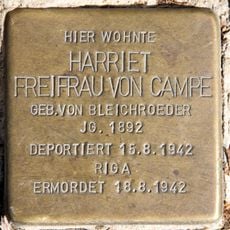 HIER WOHNTE
HARRIET
FREIFRAU VON CAMPE
GEB. VON BLEICHROEDER
JG. 1892
DEPORTIERT 15.8.1942
RIGA
ERMORDET 18.8.1942